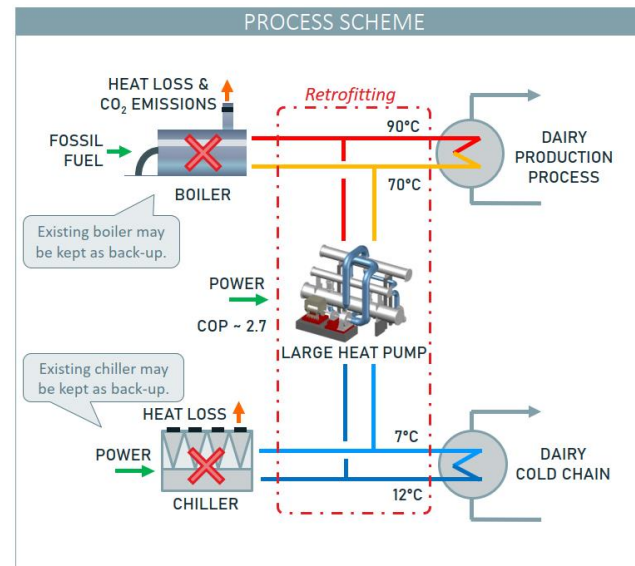 PROCESS SCHEME
HEAT LOSS &
CO₂ EMISSIONS
Retrofitting
90°C
FOSSIL
FUEL
DAIRY
PRODUCTION
PROCESS
BOILER
70°C
Existing boiler may
be kept as back-up.
POWER
COP ~ 2.7
LARGE HEAT PUMP
Existing chiller may
be kept as back-up.
HEAT LOSS
7°C
POWER
DAIRY
COLD CHAIN
CHILLER
12°C